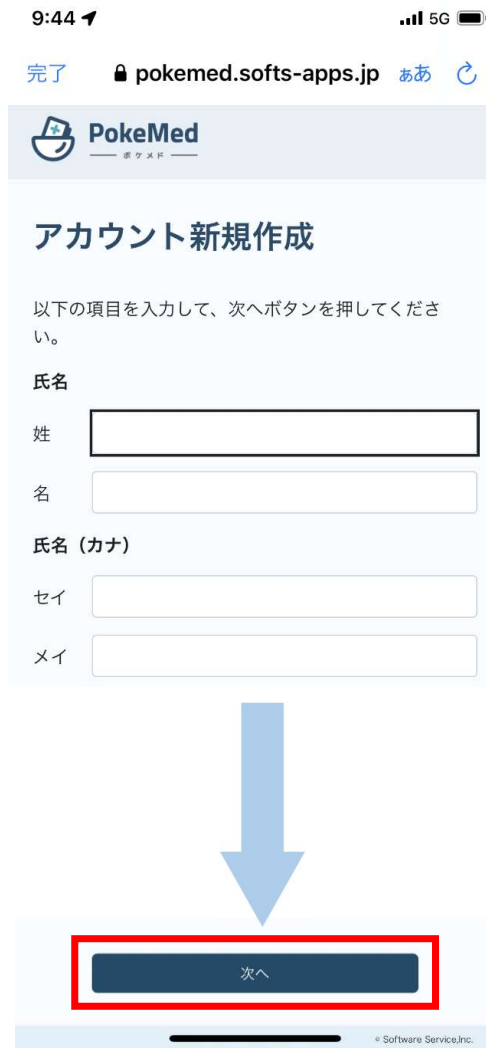 9:44
5G
完了
pokemed.softs-apps.jp
ぁあ
PokeMed
ポケメド
アカウント新規作成
以下の項目を入力して、次へボタンを押してくださ
い。
氏名
姓
名
氏名（カナ）
セイ
メイ
次へ
© Software Service,Inc.